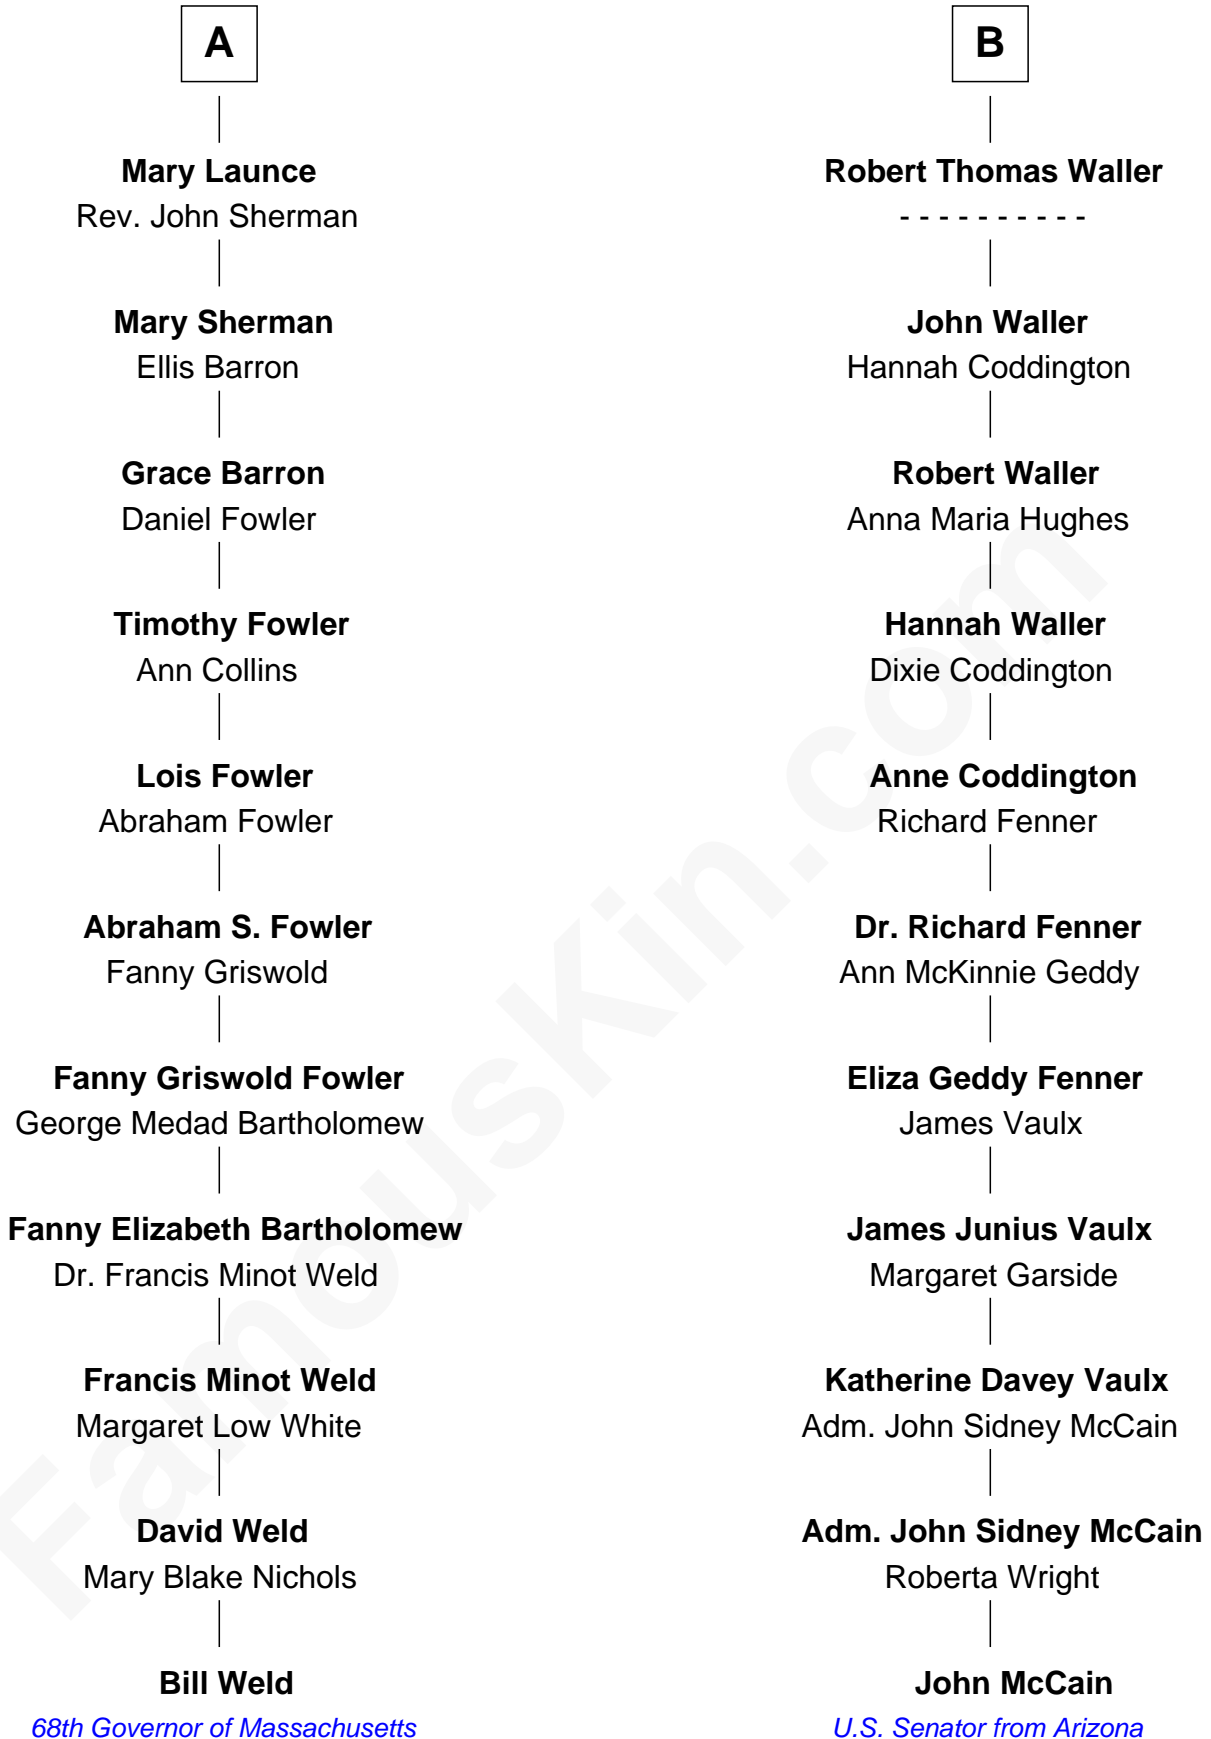 A
Mary Launce
Rev. John Sherman
Mary Sherman
Ellis Barron
Grace Barron
Daniel Fowler
Timothy Fowler
Ann Collins
Lois Fowler
Abraham Fowler
Abraham S. Fowler
Fanny Griswold
Fanny Griswold Fowler
George Medad Bartholomew
Fanny Elizabeth Bartholomew
Dr. Francis Minot Weld
Francis Minot Weld
Margaret Low White
David Weld
Mary Blake Nichols
Bill Weld
68th Governor of Massachusetts
B
Robert Thomas Waller
- - - - - - - - - -
John Waller
Hannah Coddington
Robert Waller
Anna Maria Hughes
Hannah Waller
Dixie Coddington
Anne Coddington
Richard Fenner
Dr. Richard Fenner
Ann McKinnie Geddy
Eliza Geddy Fenner
James Vaulx
James Junius Vaulx
Margaret Garside
Katherine Davey Vaulx
Adm. John Sidney McCain
Adm. John Sidney McCain
Roberta Wright
John McCain
U.S. Senator from Arizona
FamousKin.com